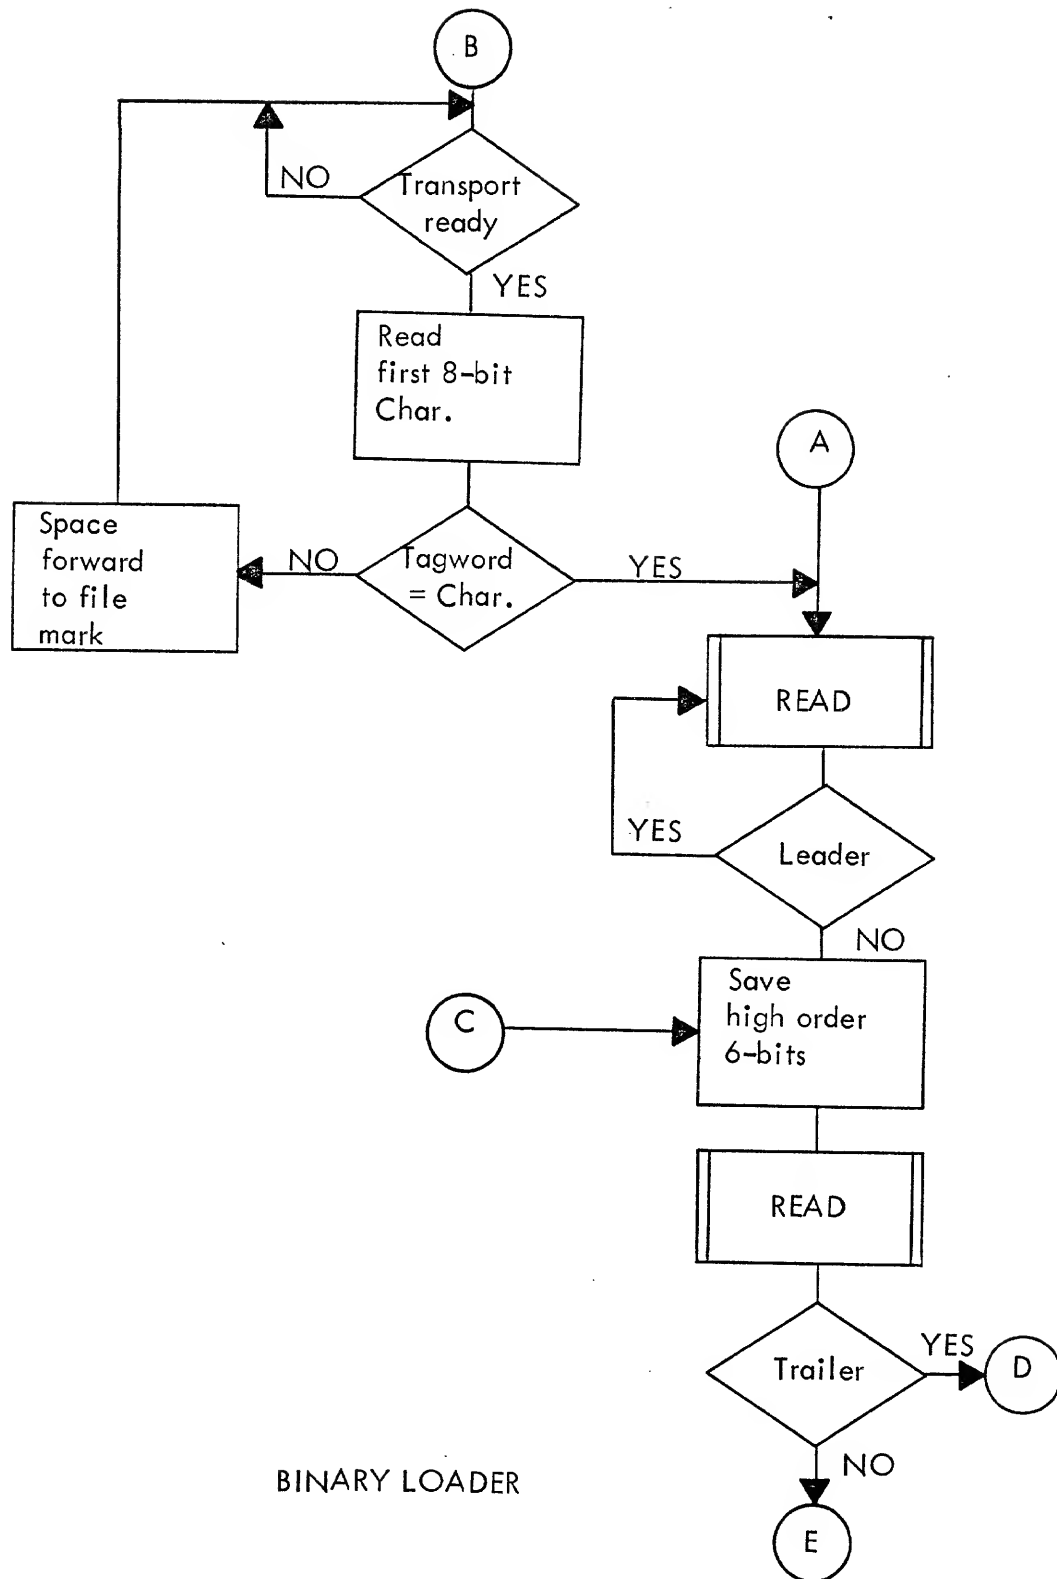 B
NO
Transport
ready
YES
Read
first 8-bit
Char.
A
Space
forward
to file
mark
NO
Tagword
= Char.
YES
READ
YES
Leader
NO
C
Save
high order
6-bits
READ
Trailer
YES
D
NO
BINARY LOADER
E